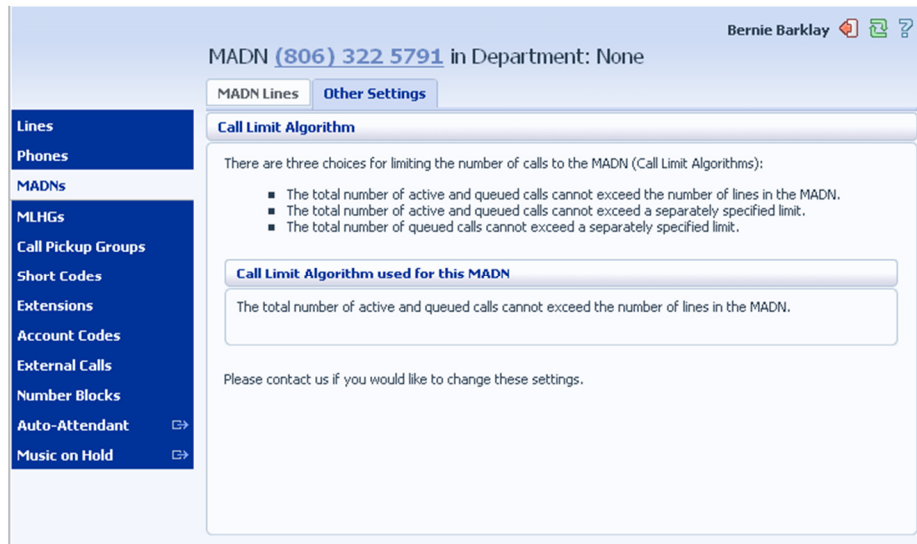 Bernie Barklay
MADN (806) 322 5791 in Department: None
MADN Lines
Other Settings
Lines
Phones
MADNs
MLHGs
Call Pickup Groups
Short Codes
Extensions
Account Codes
External Calls
Number Blocks
Auto-Attendant
Music on Hold
Call Limit Algorithm
There are three choices for limiting the number of calls to the MADN (Call Limit Algorithms):
The total number of active and queued calls cannot exceed the number of lines in the MADN.
The total number of active and queued calls cannot exceed a separately specified limit.
The total number of queued calls cannot exceed a separately specified limit.
Call Limit Algorithm used for this MADN
The total number of active and queued calls cannot exceed the number of lines in the MADN.
Please contact us if you would like to change these settings.